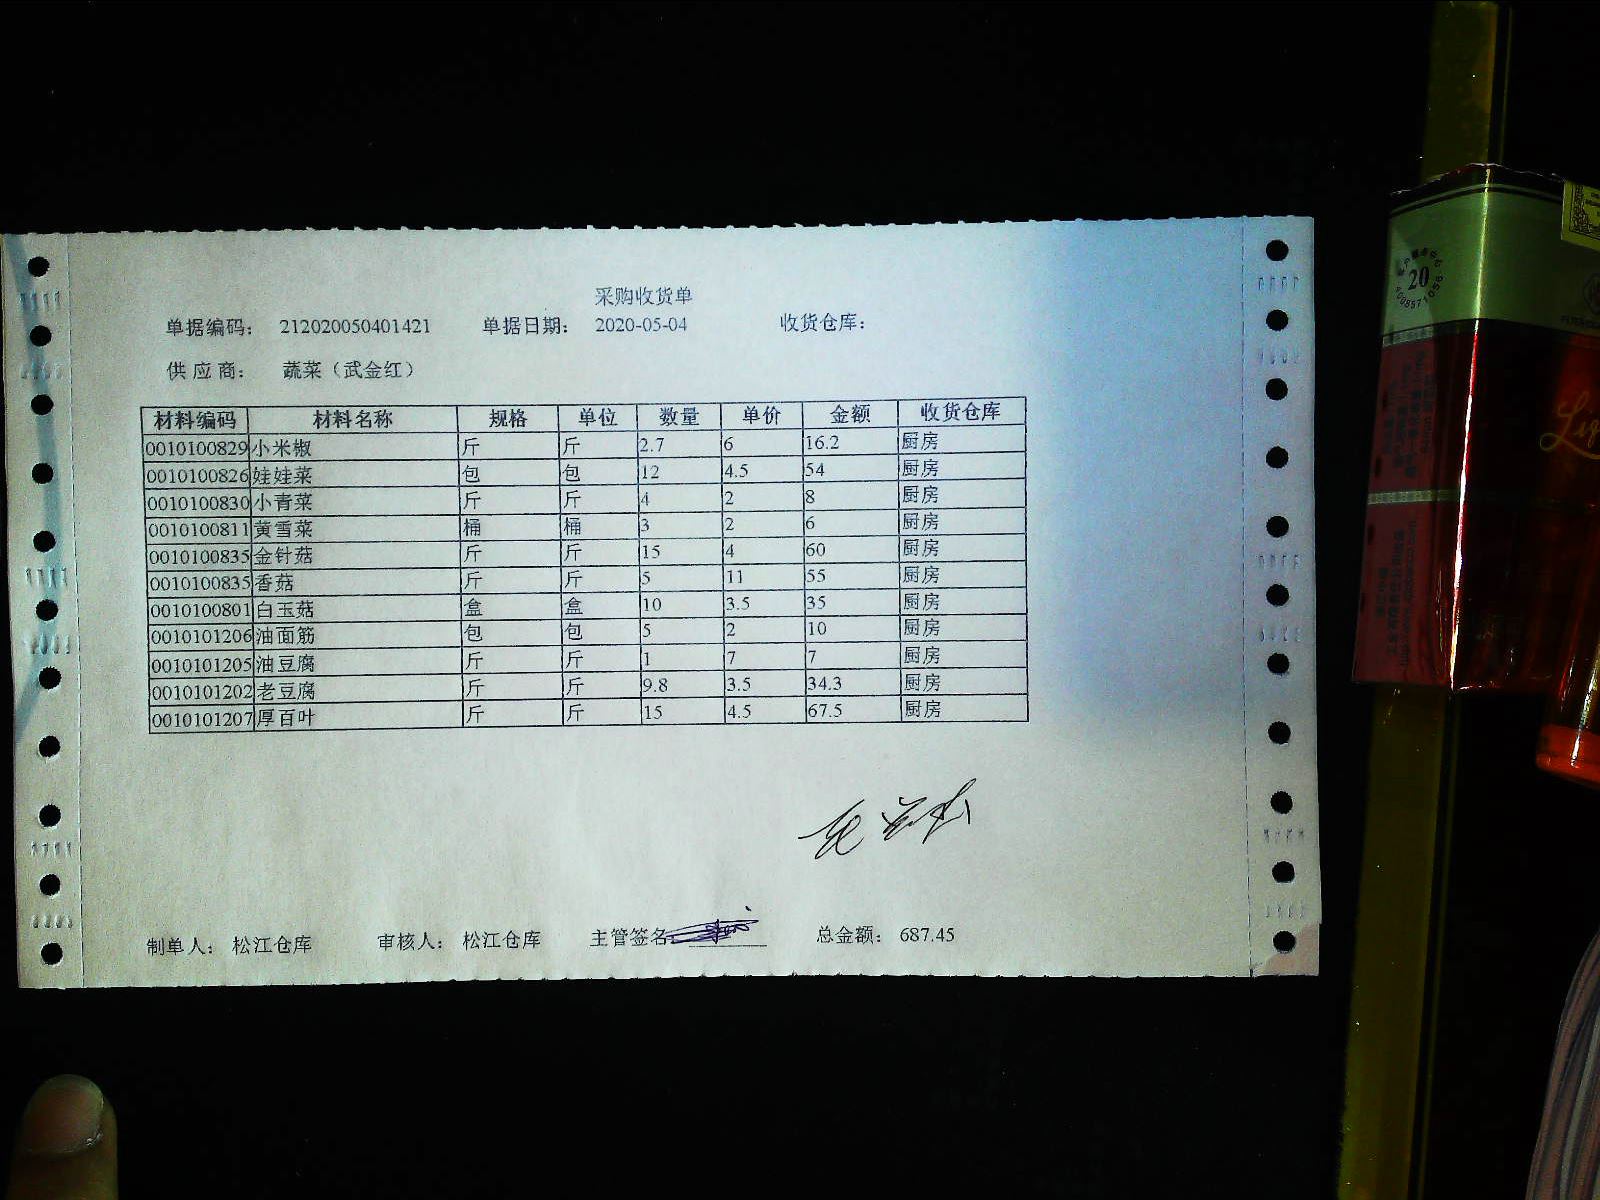 采购收货单
单据编码： 212020050401421 单据日期： 2020-05-04 收货仓库：
供 应 商： 蔬菜（武金红）
材料编码 材料名称 规格 单位 数量 单价 金额 收货仓库
0010100829 小米椒 斤 斤 2.7 6 16.2 厨房
0010100826 娃娃菜 包 包 12 4.5 54 厨房
0010100830 小青菜 斤 斤 4 2 8 厨房
0010100811 黄雪菜 桶 桶 3 2 6 厨房
0010100835 金针菇 斤 斤 15 4 60 厨房
0010100835 香菇 斤 斤 5 11 55 厨房
0010100801 白玉菇 盒 盒 10 3.5 35 厨房
0010101206 油面筋 包 包 5 2 10 厨房
0010101205 油豆腐 斤 斤 1 7 7 厨房
0010101202 老豆腐 斤 斤 9.8 3.5 34.3 厨房
0010101207 厚百叶 斤 斤 15 4.5 67.5 厨房
制单人： 松江仓库 审核人： 松江仓库 主管签名 总金额： 687.45
20